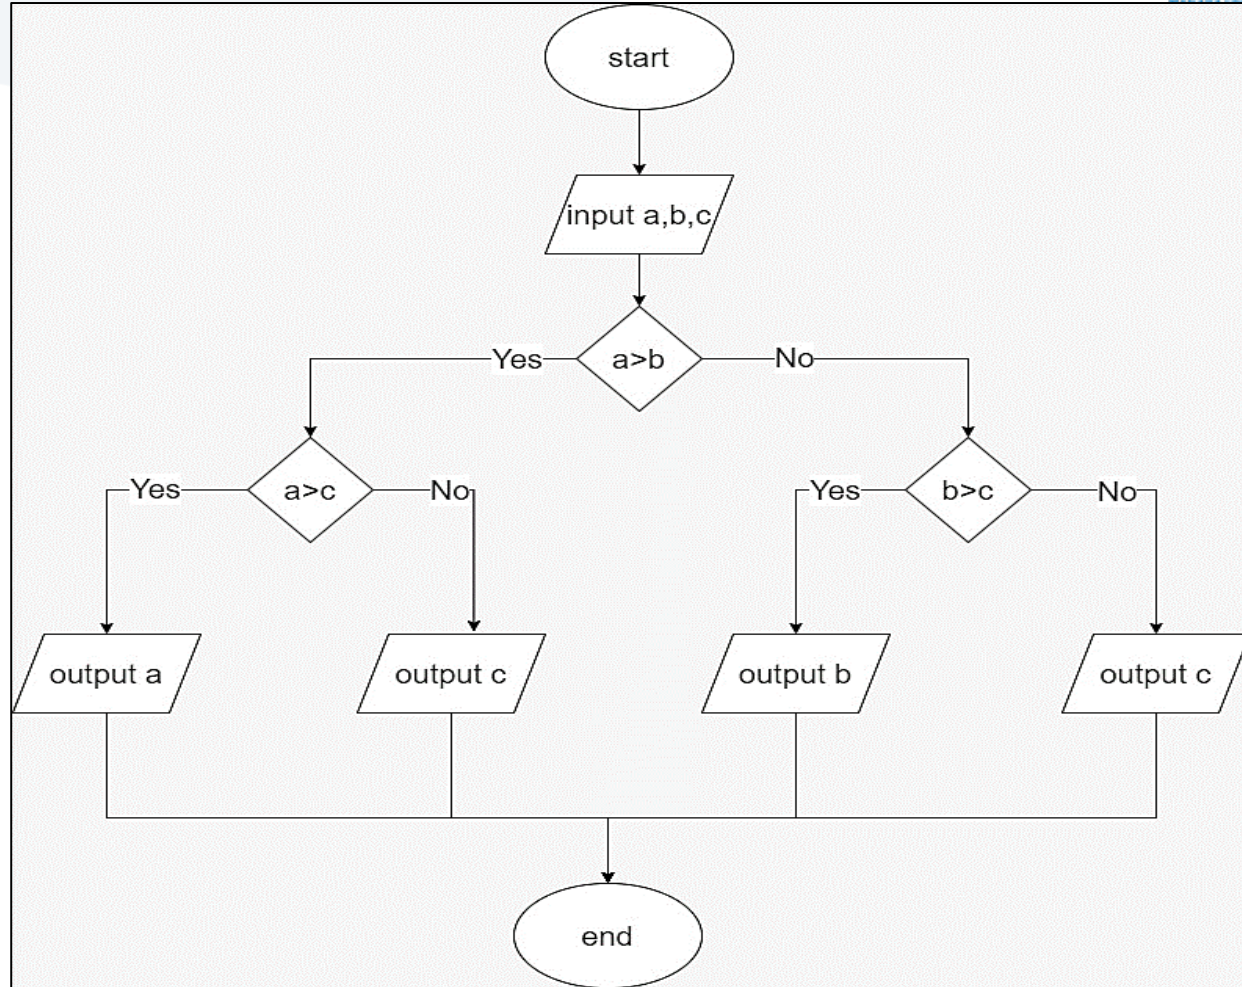 start
input a,b,c
a>b
Yes
No
a>c
Yes
No
b>c
Yes
No
output a
output c
output b
output c
end